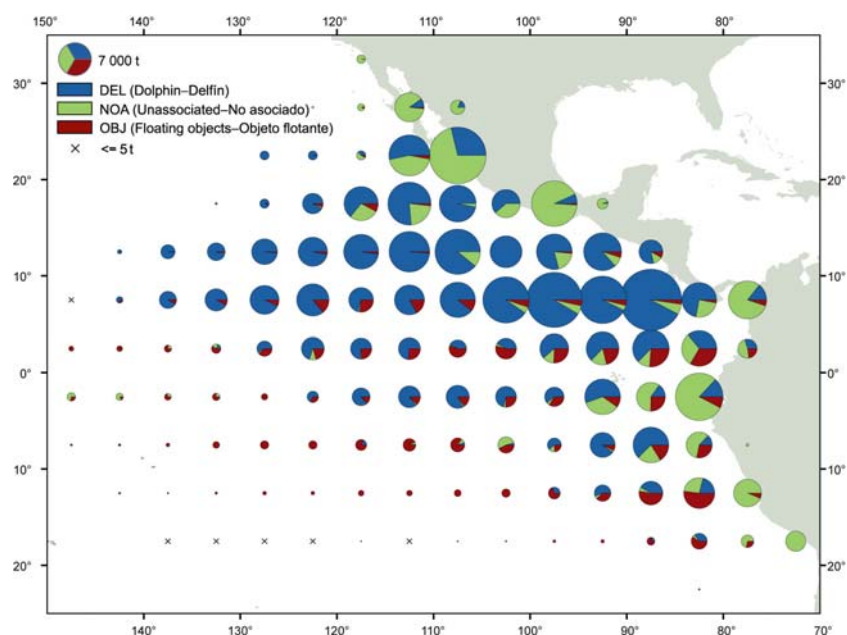 150° 140° 130° 120° 110° 100° 90° 80° 70°
7 000 t
DEL (Dolphin–Delfín)
NOA (Unassociated–No asociado)
OBJ (Floating objects–Objeto flotante)
<= 5 t
30° 30°
20° 20°
10° 10°
0° 0°
10° 10°
20° 20°
150° 140° 130° 120° 110° 100° 90° 80° 70°